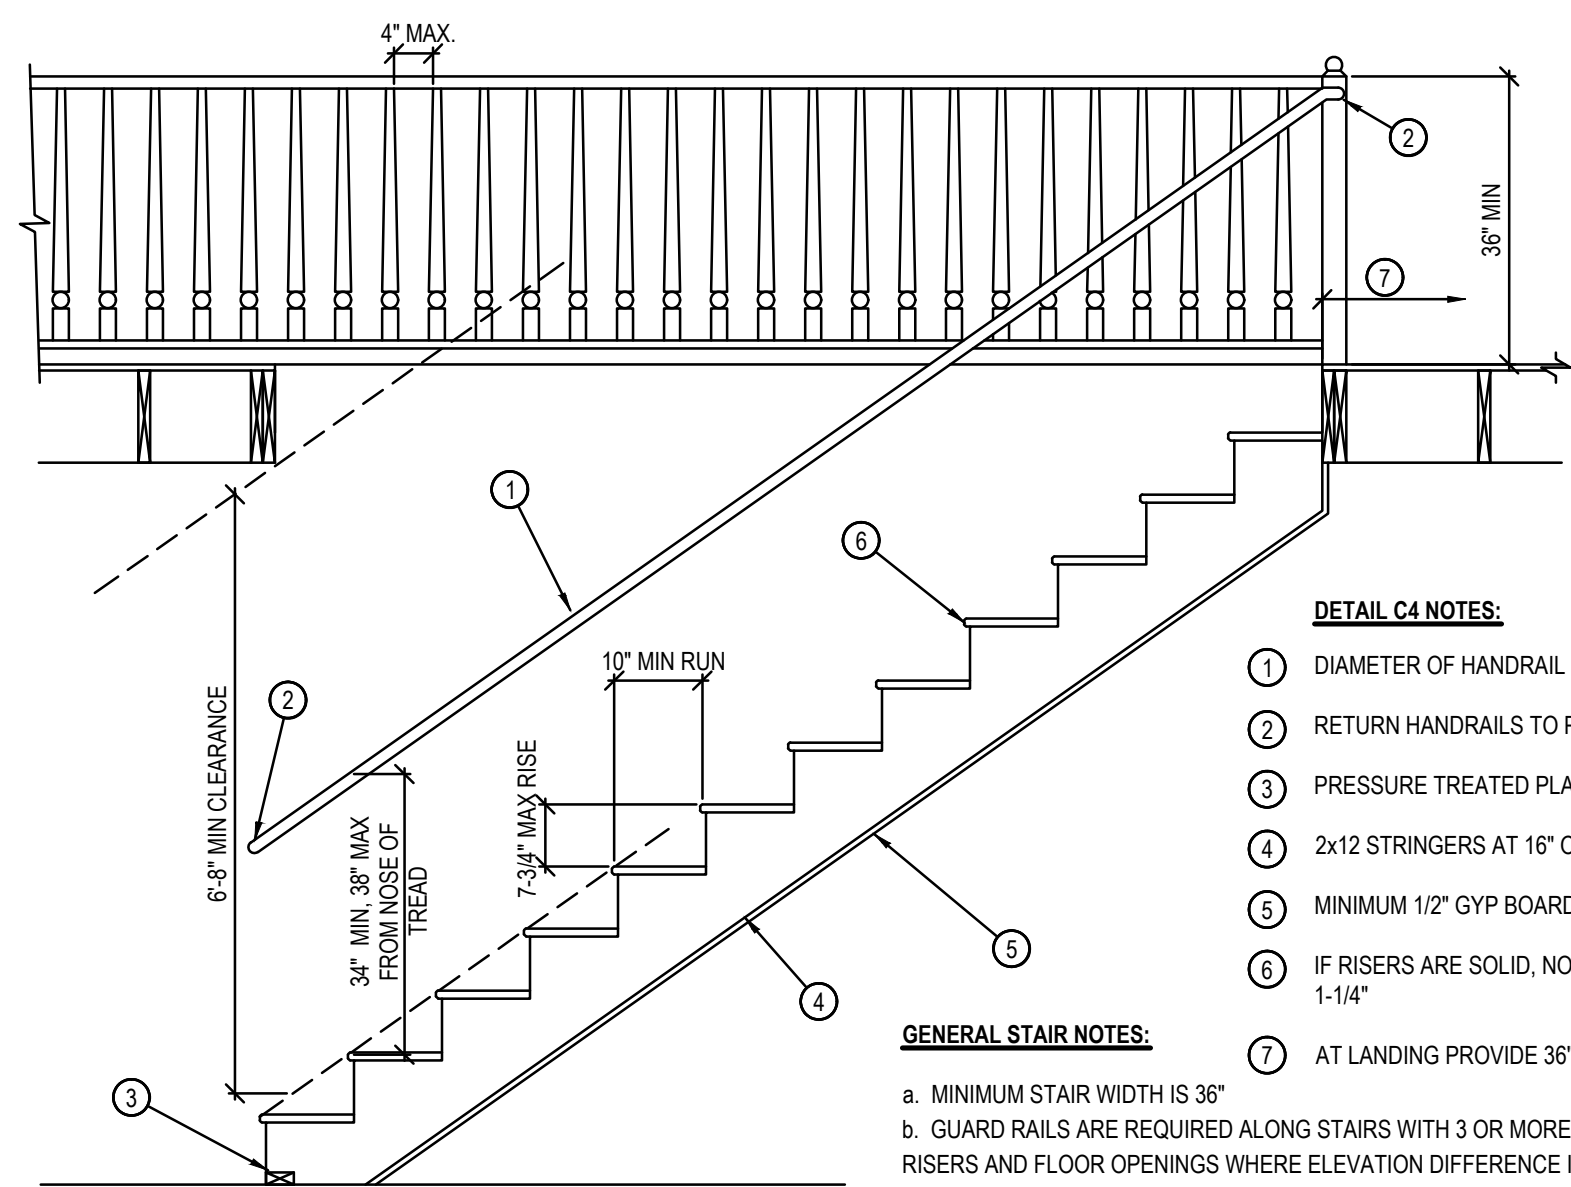 4" MAX.
2
36" MIN
7
1
6
10" MIN RUN
2
6'-8" MIN CLEARANCE
7-3/4" MAX RISE
34" MIN, 38" MAX
FROM NOSE OF
TREAD
5
4
3
DETAIL C4 NOTES:
1 DIAMETER OF HANDRAIL
2 RETURN HANDRAILS TO
3 PRESSURE TREATED
4 2x12 STRINGERS AT 16"
5 MINIMUM 1/2" GYP BOARD
6 IF RISERS ARE SOLID,
1-1/4"
7 AT LANDING PROVIDE 36"
GENERAL STAIR NOTES:
a. MINIMUM STAIR WIDTH IS 36"
b. GUARD RAILS ARE REQUIRED ALONG STAIRS WITH 3 OR MORE
RISERS AND FLOOR OPENINGS WHERE ELEVATION DIFFERENCE